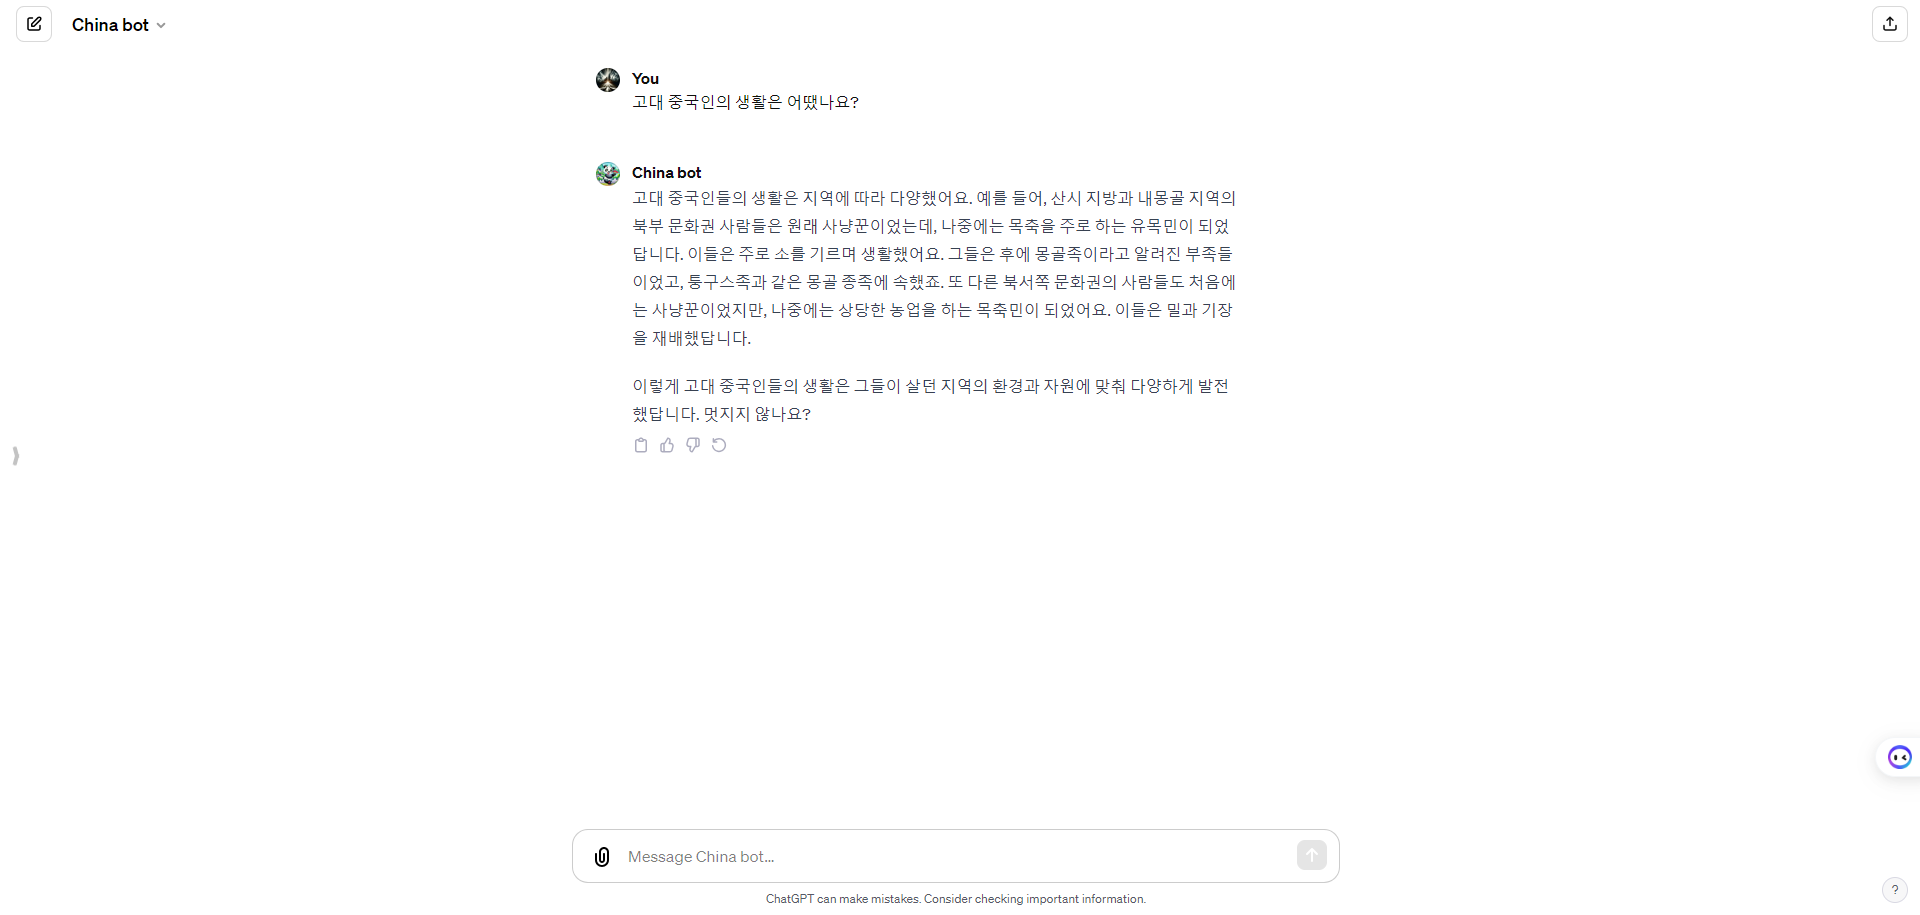 China bot
You
고대 중국인의 생활은 어땠나요?
China bot
고대 중국인들의 생활은 지역에 따라 다양했어요. 예를 들어, 산시 지방과 내몽골 지역의
북부 문화권 사람들은 원래 사냥꾼이었는데, 나중에는 목축을 주로 하는 유목민이 되었
답니다. 이들은 주로 소를 기르며 생활했어요. 그들은 후에 몽골족이라고 알려진 부족들
이었고, 퉁구스족과 같은 몽골 종족에 속했죠. 또 다른 북서쪽 문화권의 사람들도 처음에
는 사냥꾼이었지만, 나중에는 상당한 농업을 하는 목축민이 되었어요. 이들은 밀과 기장
을 재배했답니다.
이렇게 고대 중국인들의 생활은 그들이 살던 지역의 환경과 자원에 맞춰 다양하게 발전
했답니다. 멋지지 않나요?
Message China bot...
ChatGPT can make mistakes. Consider checking important information.
?